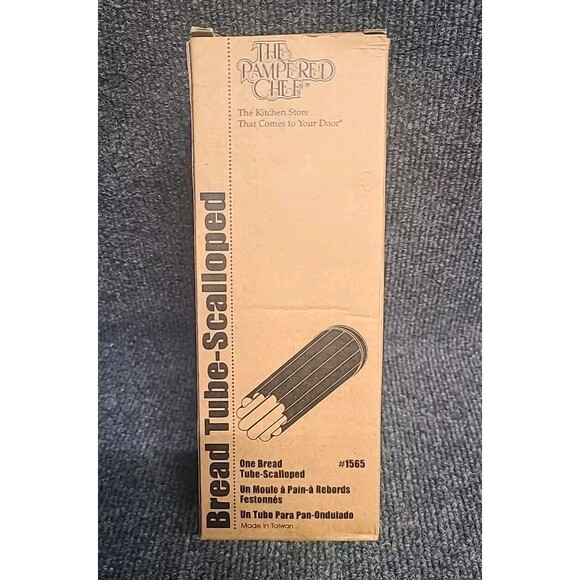 THE
PAMPERED
CHEF®
The Kitchen Store
That Comes to Your Door®
Bread Tube-Scalloped
One Bread #1565
Tube-Scalloped
Un Moule à Pain-à Rebords
Festonnés
Un Tubo Para Pan-Ondulado
Made in Taiwan